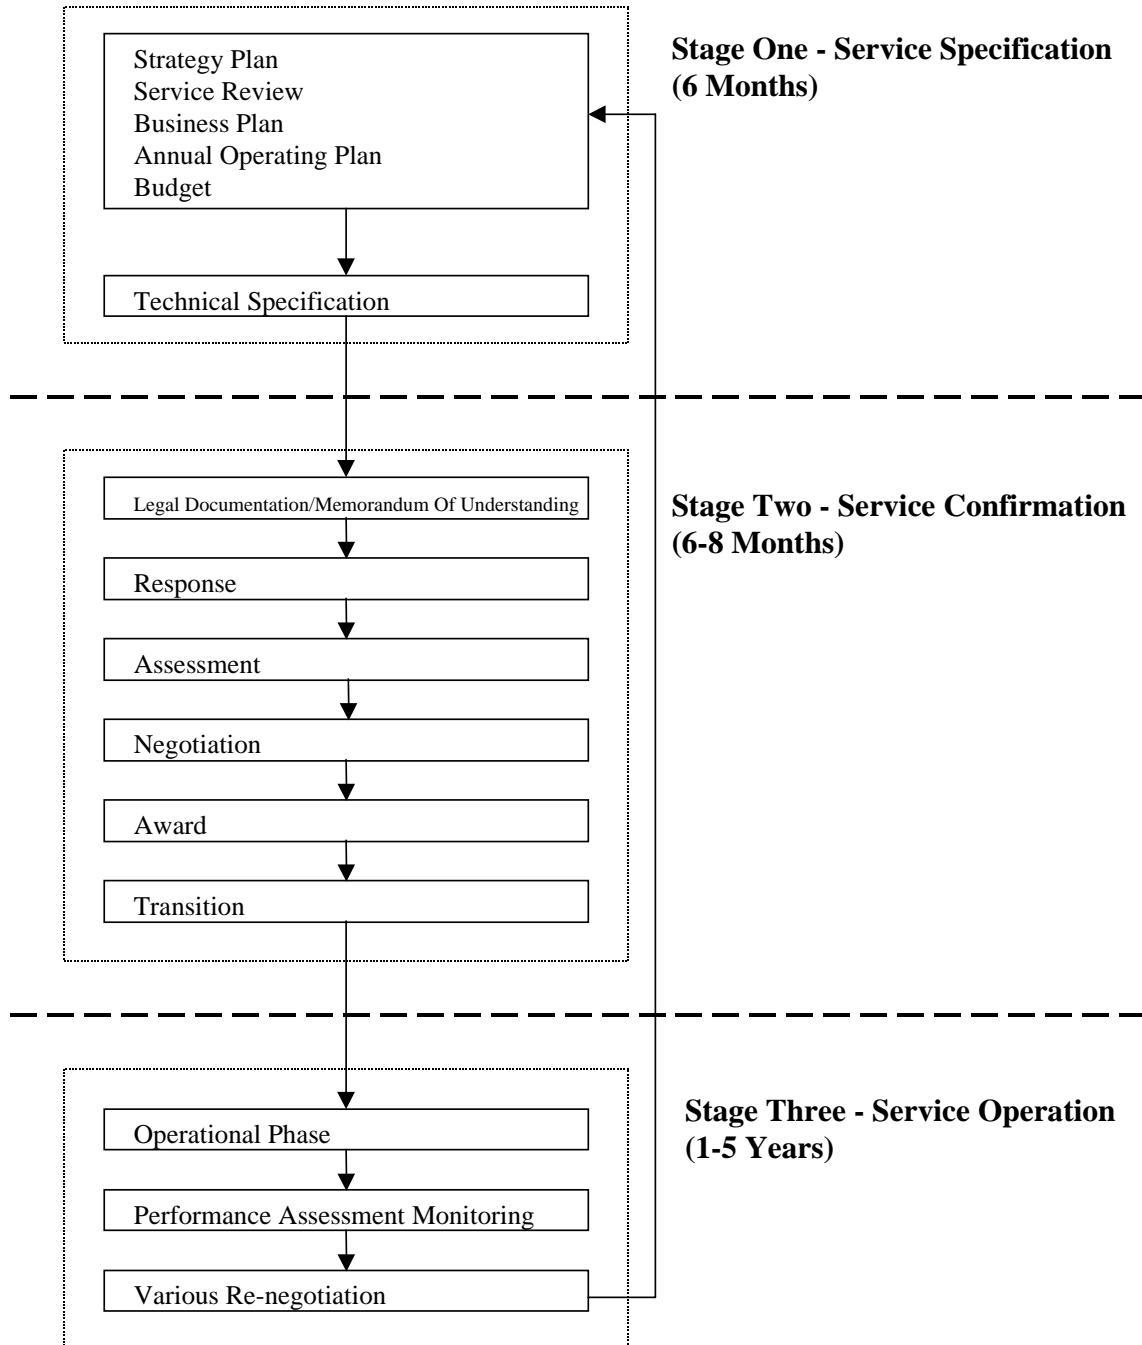 Stage One - Service Specification
(6 Months)
Strategy Plan
Service Review
Business Plan
Annual Operating Plan
Budget
Technical Specification
Stage Two - Service Confirmation
(6-8 Months)
Legal Documentation/Memorandum Of Understanding
Response
Assessment
Negotiation
Award
Transition
Stage Three - Service Operation
(1-5 Years)
Operational Phase
Performance Assessment Monitoring
Various Re-negotiation